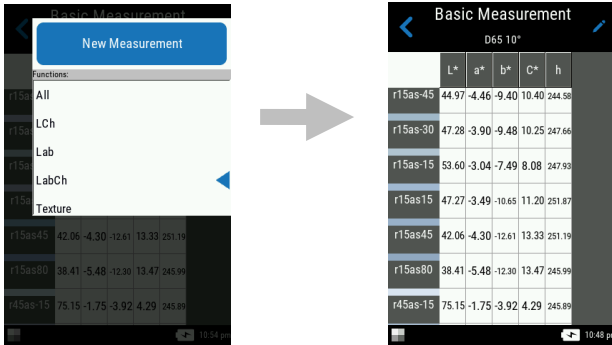 Basic Measurement
New Measurement
Functions:
All
LCh
Lab
LabCh
Texture
r15as45 42.06 -4.30 -12.61 13.33 251.19
r15as80 38.41 -5.48 -12.30 13.47 245.99
r45as-15 75.15 -1.75 -3.92 4.29 245.89
10:54 pm
Basic Measurement
D65 10°
L* a* b* C* h
r15as-45 44.97 -4.46 -9.40 10.40 244.58
r15as-30 47.28 -3.90 -9.48 10.25 247.66
r15as-15 53.60 -3.04 -7.49 8.08 247.93
r15as15 47.27 -3.49 -10.65 11.20 251.87
r15as45 42.06 -4.30 -12.61 13.33 251.19
r15as80 38.41 -5.48 -12.30 13.47 245.99
r45as-15 75.15 -1.75 -3.92 4.29 245.89
10:48 p